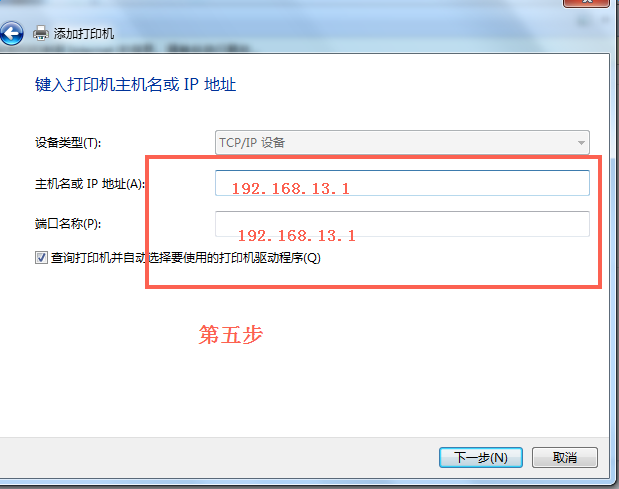 添加打印机
键入打印机主机名或 IP 地址
设备类型(T):
TCP/IP 设备
主机名或 IP 地址(A):
192.168.13.1
端口名称(P):
192.168.13.1
查询打印机并自动选择要使用的打印机驱动程序(Q)
第五步
下一步(N)
取消